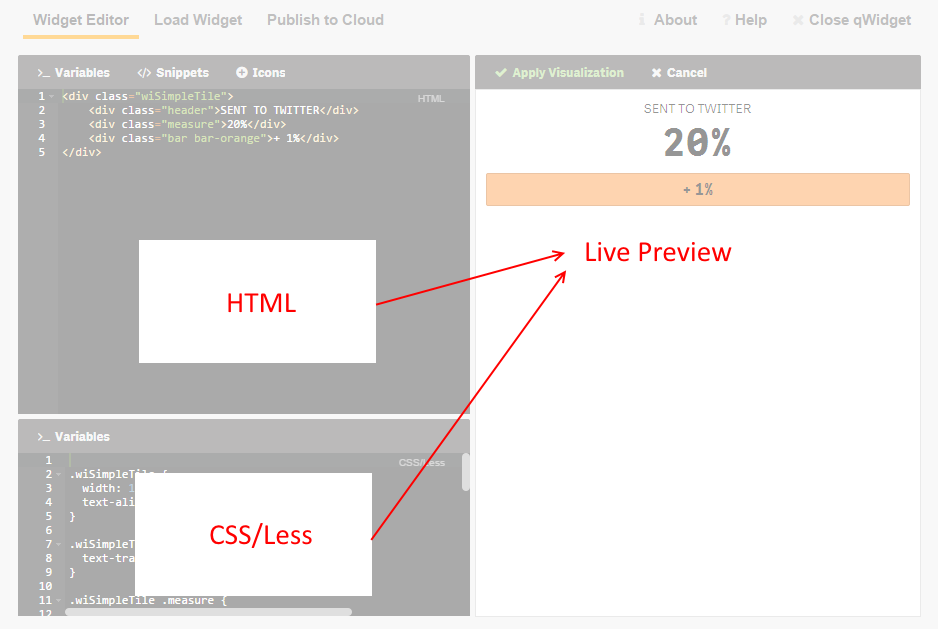 Widget Editor Load Widget Publish to Cloud i About ? Help × Close qWidget
>_ Variables </> Snippets Icons
Apply Visualization × Cancel
HTML
1 <div class="wiSimpleTile">
2 <div class="header">SENT TO TWITTER</div>
3 <div class="measure">20%</div>
4 <div class="bar bar-orange">+ 1%</div>
5 </div>
SENT TO TWITTER
20%
+ 1%
Live Preview
HTML
>_ Variables
CSS/Less
1
2 .wiSimpleTile {
3 width: 1
4 text-ali
5 }
6
7 .wiSimpleT
8 text-tra
9 }
10
11 .wiSimpleTile .measure {
12
CSS/Less